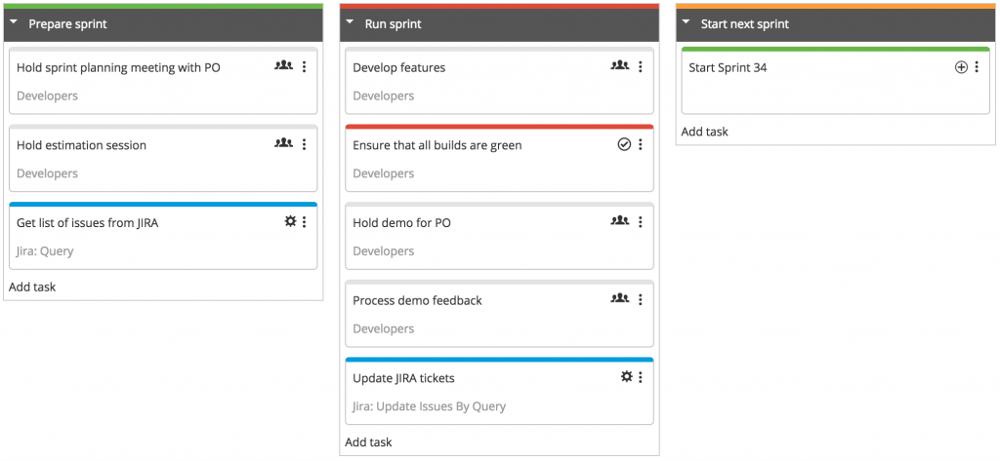 Prepare sprint
Hold sprint planning meeting with PO
Developers
Hold estimation session
Developers
Get list of issues from JIRA
Jira: Query
Add task
Run sprint
Develop features
Developers
Ensure that all builds are green
Developers
Hold demo for PO
Developers
Process demo feedback
Developers
Update JIRA tickets
Jira: Update Issues By Query
Add task
Start next sprint
Start Sprint 34
Add task